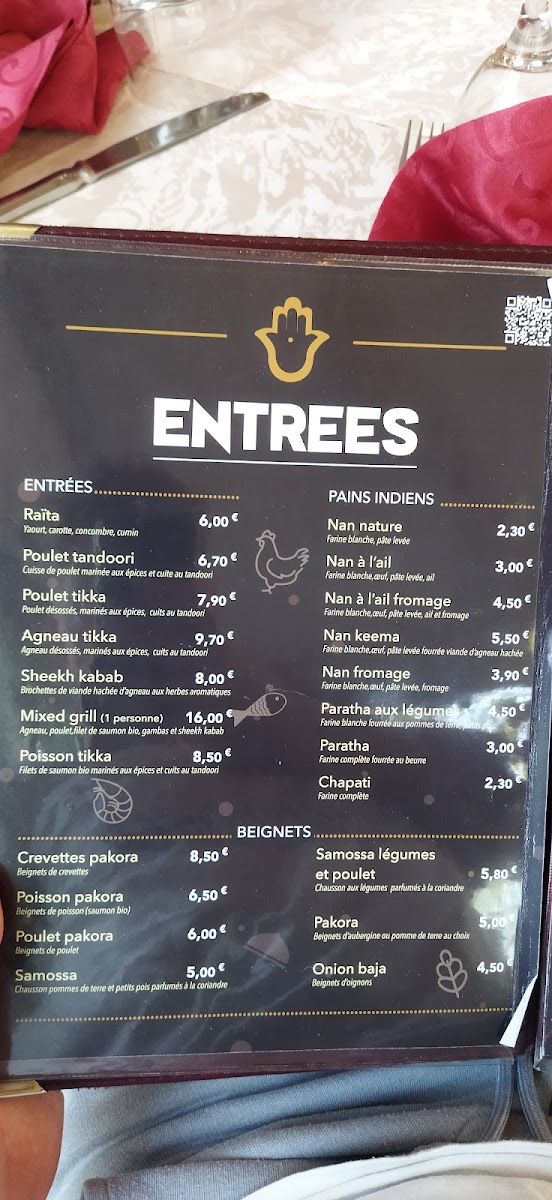 ENTREES
ENTRÉES
Raïta 6,00 €
Yaourt, carotte, concombre, cumin
Poulet tandoori 6,70 €
Cuisse de poulet marinée aux épices et cuite au tandoori
Poulet tikka 7,90 €
Poulet désossés, marinés aux épices, cuits au tandoori
Agneau tikka 9,70 €
Agneau désossés, marinés aux épices, cuits au tandoori
Sheekh kabab 8,00 €
Brochettes de viande hachée d'agneau aux herbes aromatiques
Mixed grill (1 personne) 16,00 €
Agneau, poulet,filet de saumon bio, gambas et sheekh kabab
Poisson tikka 8,50 €
Filets de saumon bio marinés aux épices et cuits au tandoori
PAINS INDIENS
Nan nature 2,30 €
Farine blanche, pâte levée
Nan à l'ail 3,00 €
Farine blanche,œuf, pâte levée, ail
Nan à l'ail fromage 4,50 €
Farine blanche,œuf, pâte levée, ail et fromage
Nan keema 5,50 €
Farine blanche,œuf, pâte levée fourrée viande d'agneau hachée
Nan fromage 3,90 €
Farine blanche,œuf, pâte levée, fromage
Paratha aux légumes 4,50 €
Farine blanche fourrée aux pommes de terre, petits pois
Paratha 3,00 €
Farine complète fourrée au beurre
Chapati 2,30 €
Farine complète
BEIGNETS
Crevettes pakora 8,50 €
Beignets de crevettes
Poisson pakora 6,50 €
Beignets de poisson (saumon bio)
Poulet pakora 6,00 €
Beignets de poulet
Samossa 5,00 €
Chausson pommes de terre et petits pois parfumés à la coriandre
Samossa légumes
et poulet 5,80 €
Chausson aux légumes parfumés à la coriandre
Pakora 5,00 €
Beignets d'aubergine ou pomme de terre au choix
Onion baja 4,50 €
Beignets d'oignons